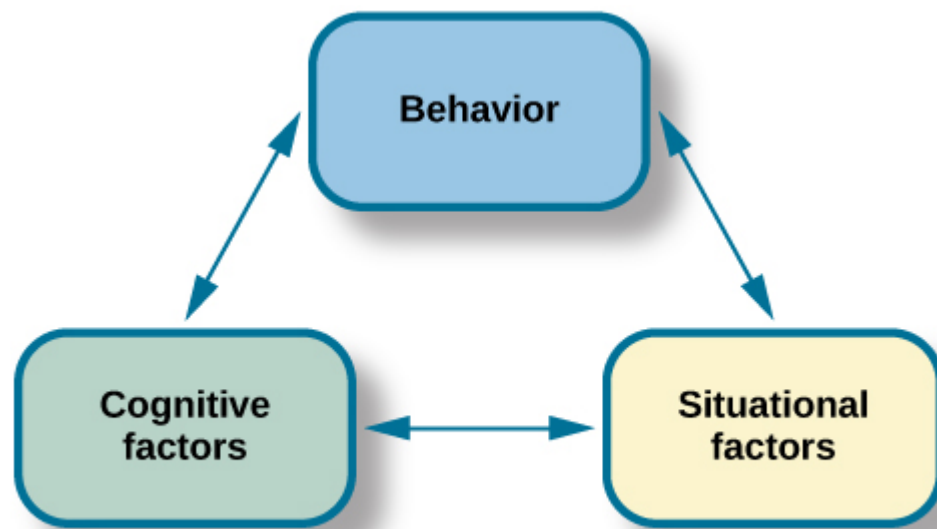 Behavior
Cognitive
factors
Situational
factors